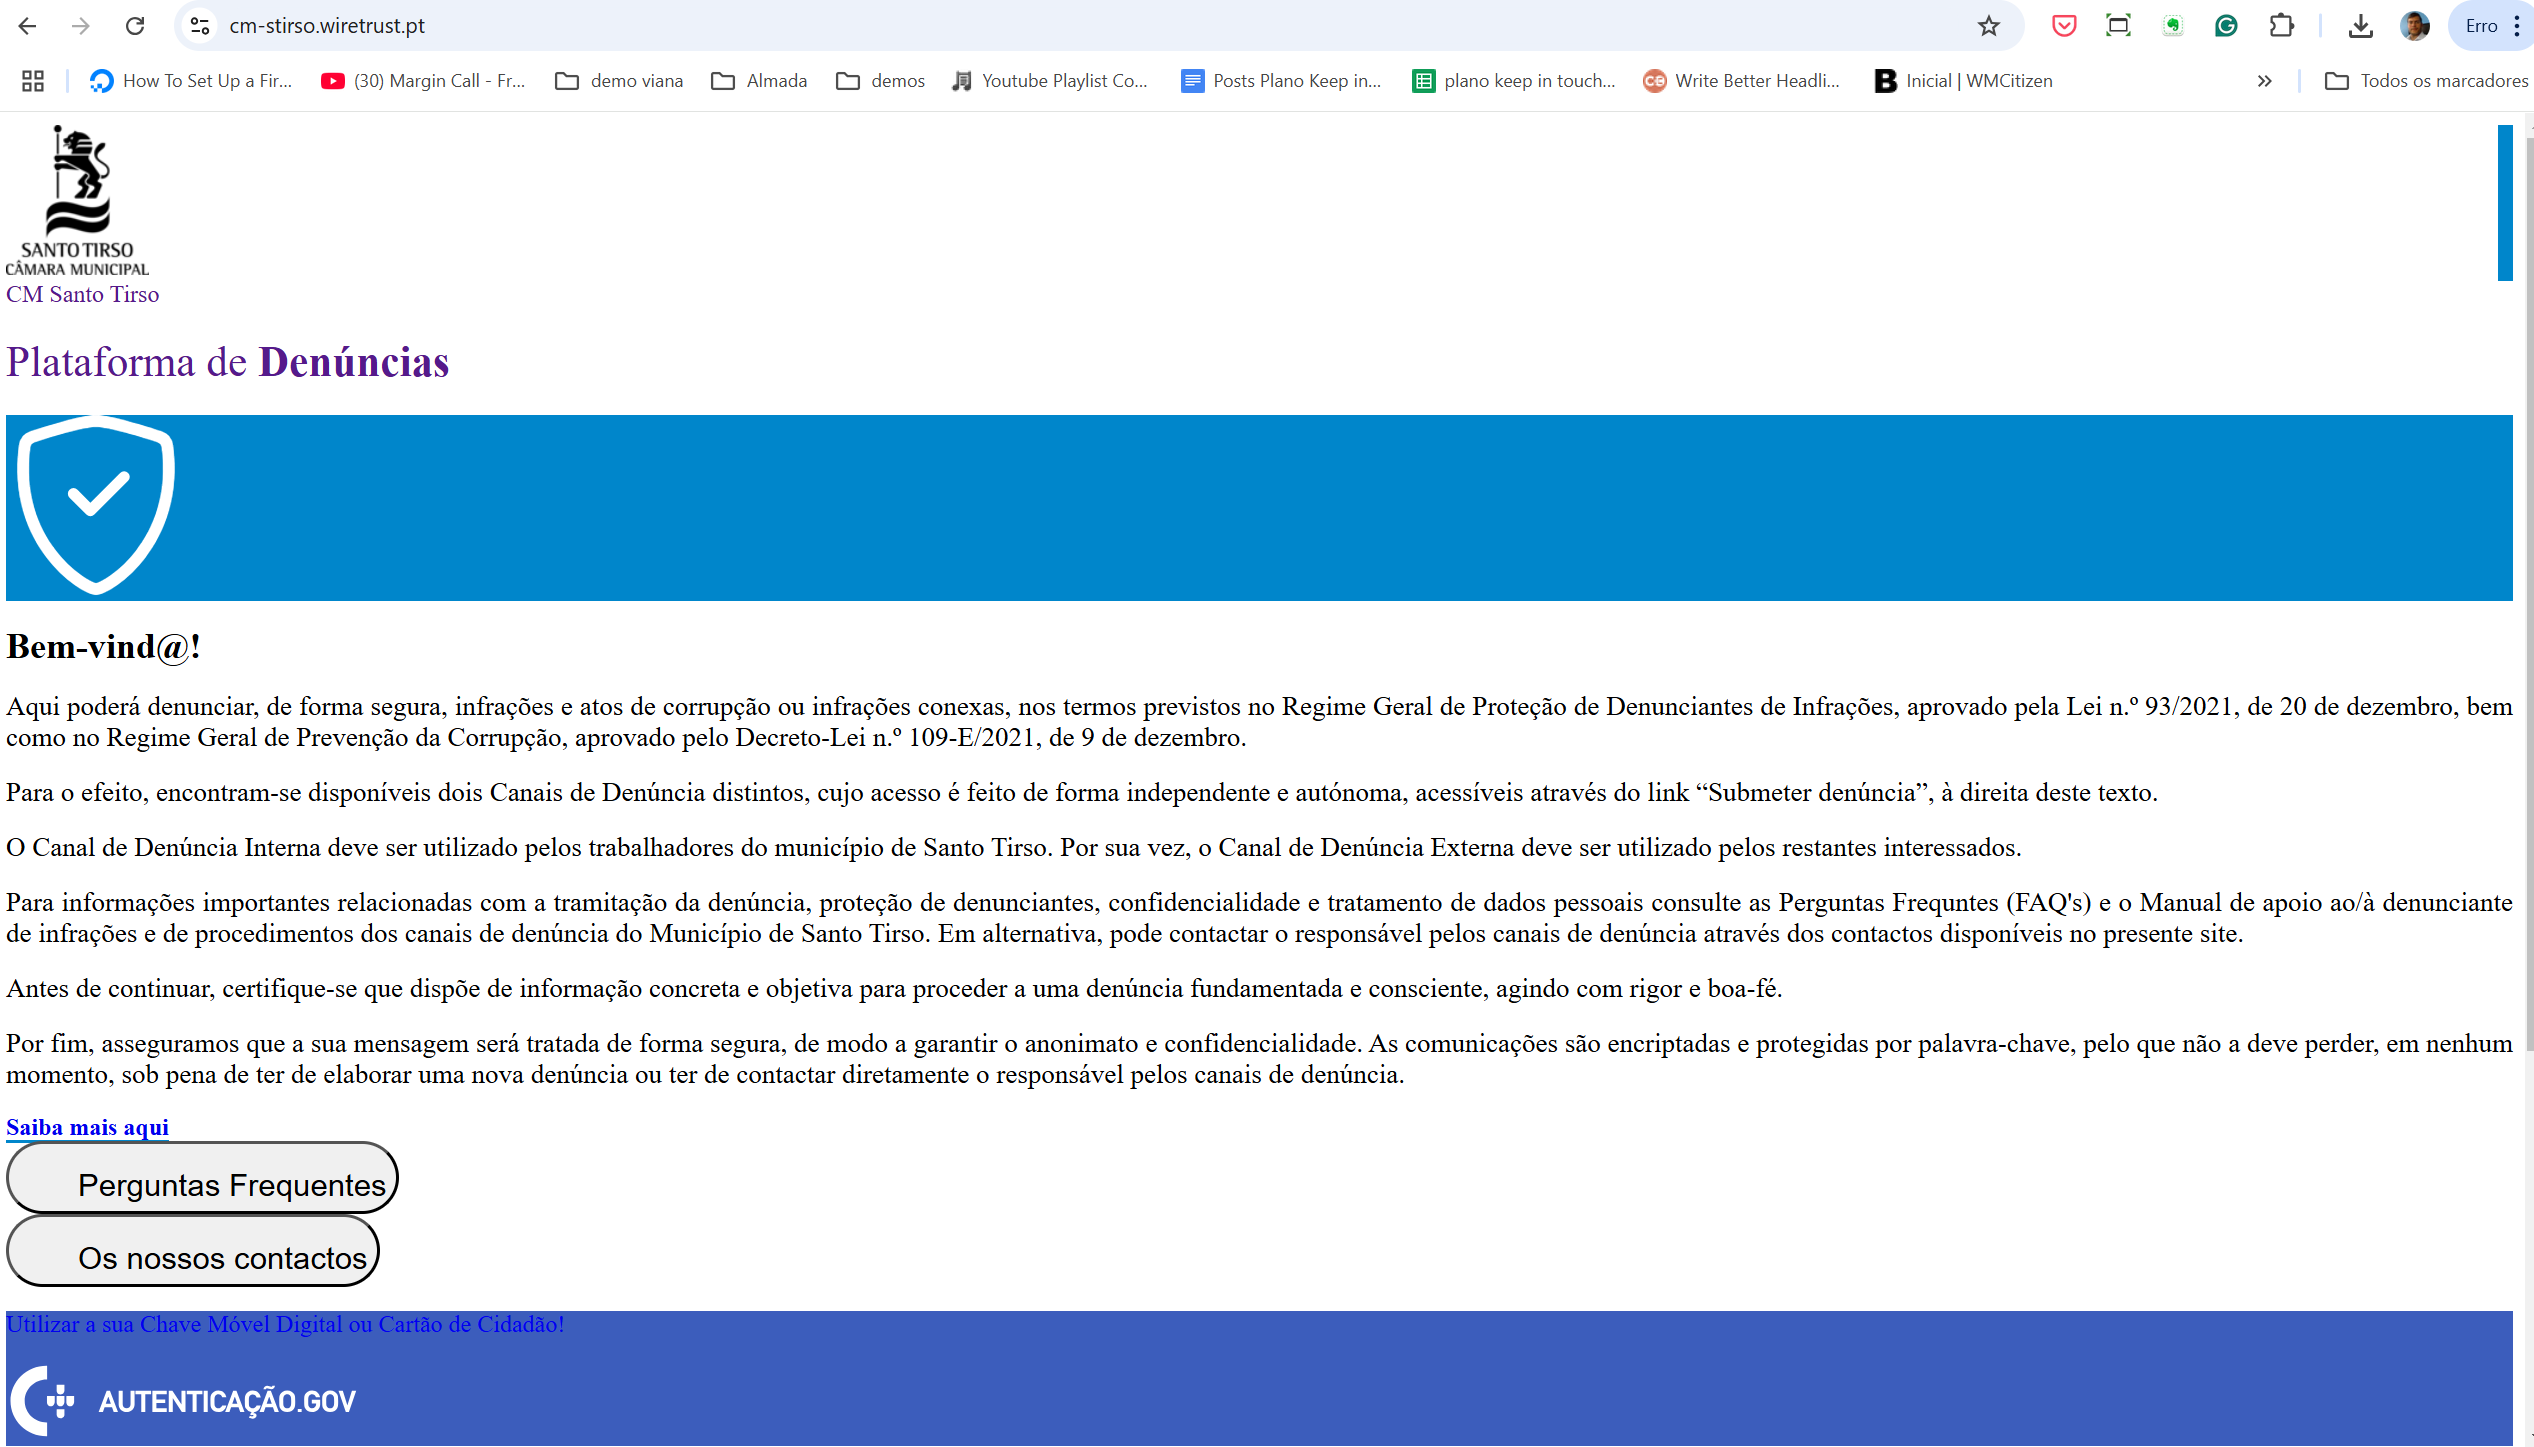 cm-stirso.wiretrust.pt
Erro
How To Set Up a Fir...
(30) Margin Call - Fr...
demo viana
Almada
demos
Youtube Playlist Co...
Posts Plano Keep in...
plano keep in touch...
Write Better Headli...
Inicial | WMCitizen
Todos os marcadores
SANTO TIRSO
CÂMARA MUNICIPAL
CM Santo Tirso
Plataforma de Denúncias
Bem-vind@!
Aqui poderá denunciar, de forma segura, infrações e atos de corrupção ou infrações conexas, nos termos previstos no Regime Geral de Proteção de Denunciantes de Infrações, aprovado pela Lei n.º 93/2021, de 20 de dezembro, bem
como no Regime Geral de Prevenção da Corrupção, aprovado pelo Decreto-Lei n.º 109-E/2021, de 9 de dezembro.
Para o efeito, encontram-se disponíveis dois Canais de Denúncia distintos, cujo acesso é feito de forma independente e autónoma, acessíveis através do link “Submeter denúncia”, à direita deste texto.
O Canal de Denúncia Interna deve ser utilizado pelos trabalhadores do município de Santo Tirso. Por sua vez, o Canal de Denúncia Externa deve ser utilizado pelos restantes interessados.
Para informações importantes relacionadas com a tramitação da denúncia, proteção de denunciantes, confidencialidade e tratamento de dados pessoais consulte as Perguntas Frequntes (FAQ's) e o Manual de apoio ao/à denunciante
de infrações e de procedimentos dos canais de denúncia do Município de Santo Tirso. Em alternativa, pode contactar o responsável pelos canais de denúncia através dos contactos disponíveis no presente site.
Antes de continuar, certifique-se que dispõe de informação concreta e objetiva para proceder a uma denúncia fundamentada e consciente, agindo com rigor e boa-fé.
Por fim, asseguramos que a sua mensagem será tratada de forma segura, de modo a garantir o anonimato e confidencialidade. As comunicações são encriptadas e protegidas por palavra-chave, pelo que não a deve perder, em nenhum
momento, sob pena de ter de elaborar uma nova denúncia ou ter de contactar diretamente o responsável pelos canais de denúncia.
Saiba mais aqui
Perguntas Frequentes
Os nossos contactos
Utilizar a sua Chave Móvel Digital ou Cartão de Cidadão!
AUTENTICAÇÃO.GOV